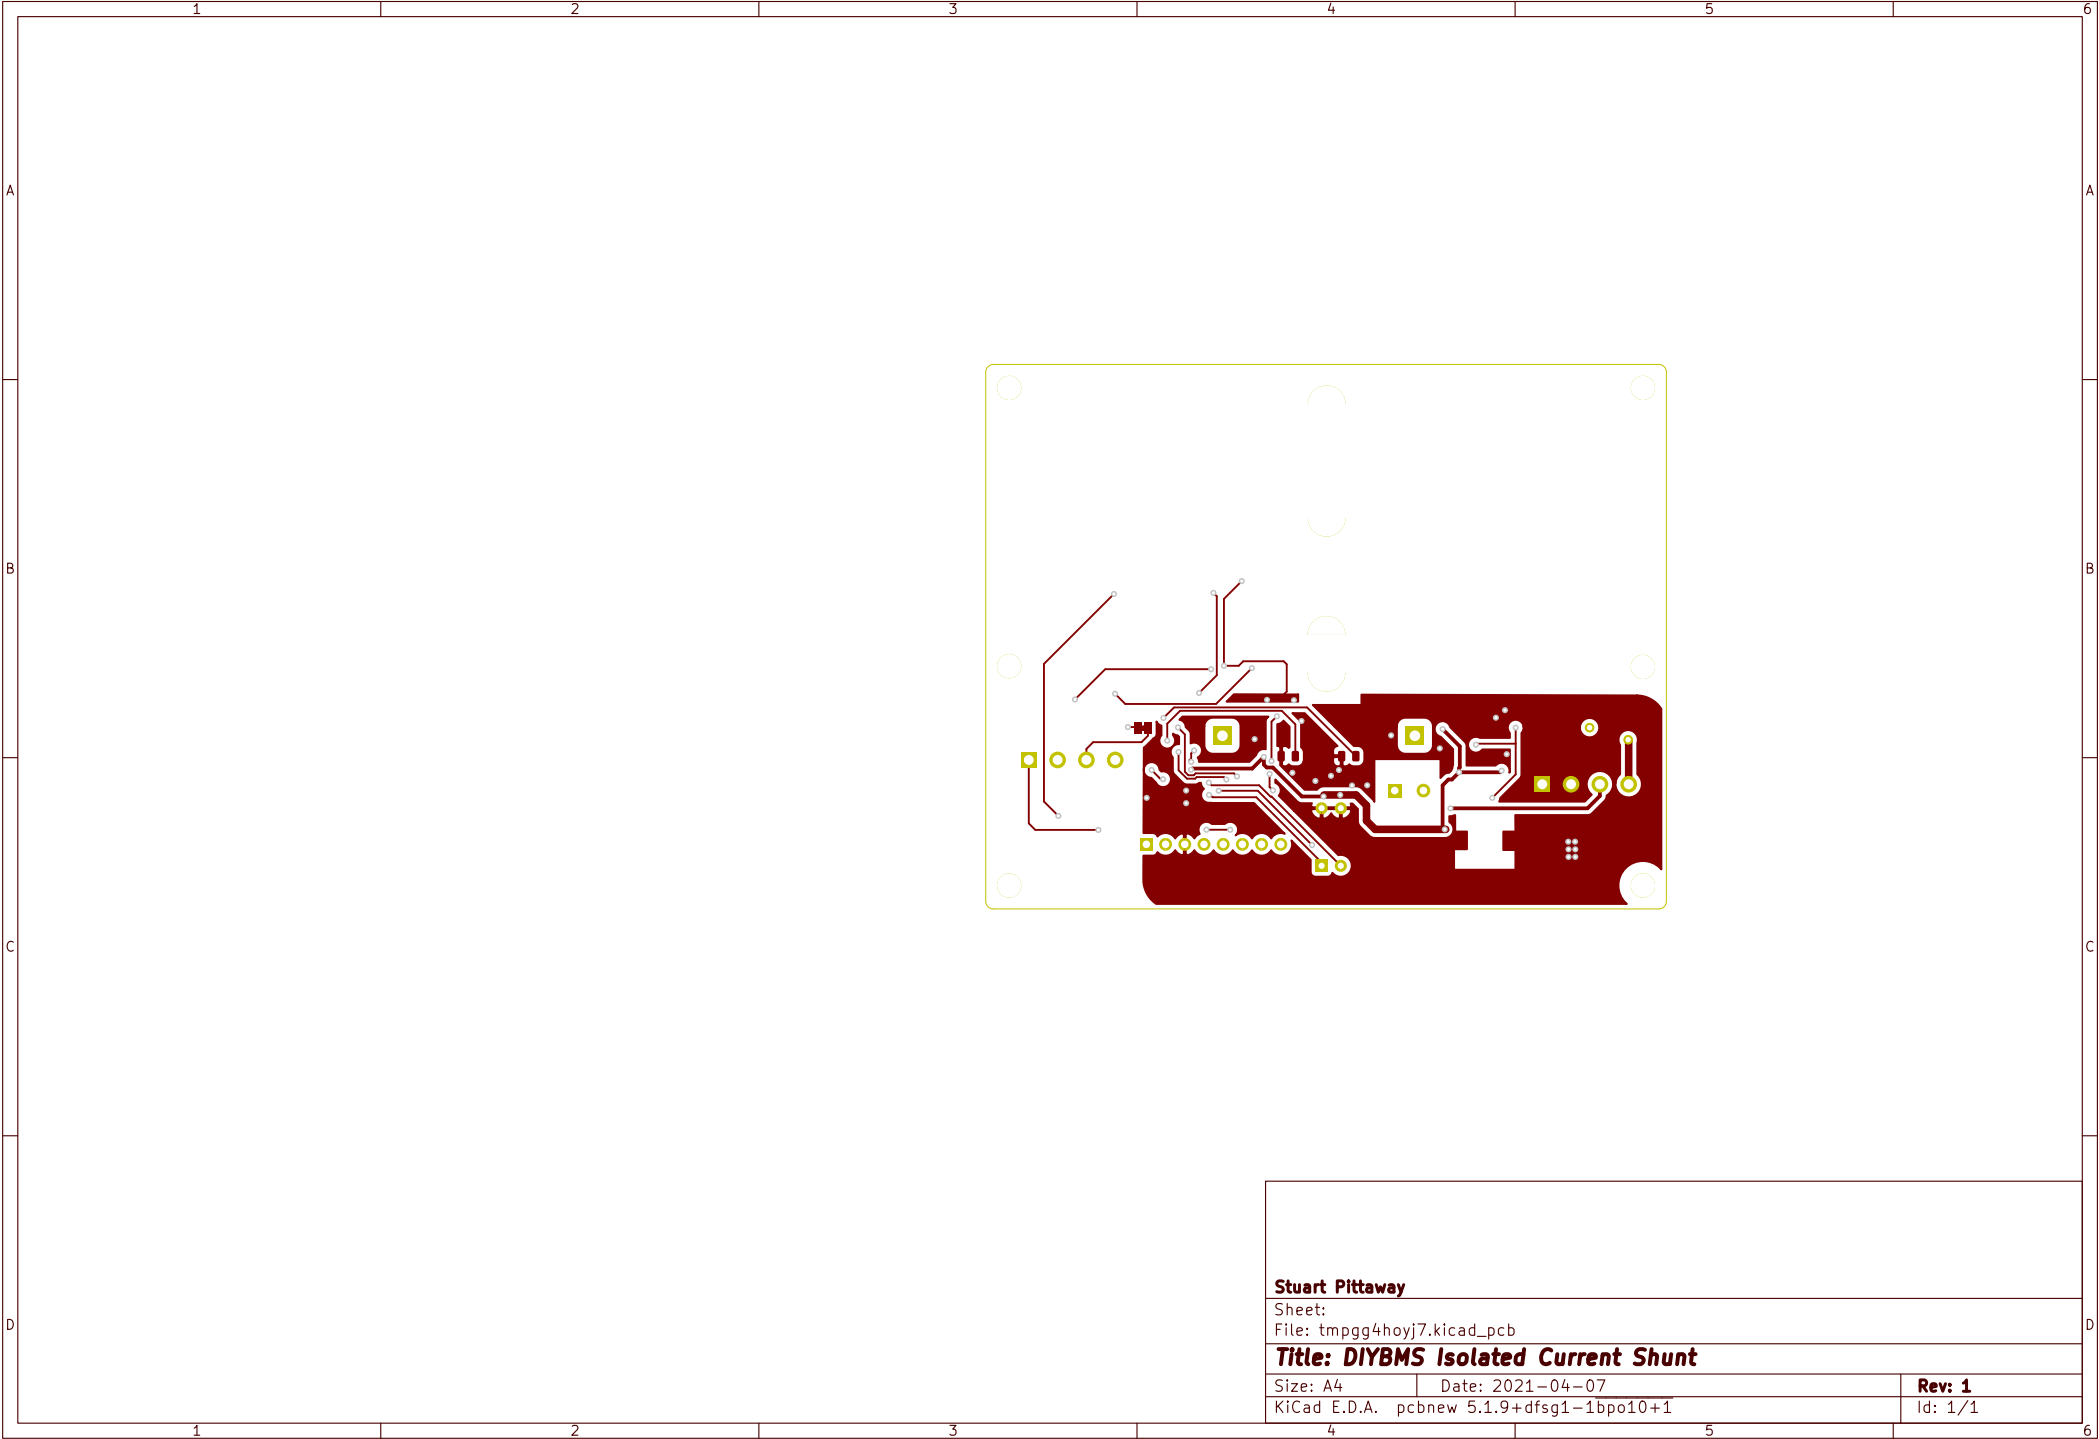 1 2 3 4 5 6
A A
B B
C C
D D
Stuart Pittaway
Sheet:
File: tmpgg4hoyj7.kicad_pcb
Title: DIYBMS Isolated Current Shunt
Size: A4 Date: 2021-04-07 Rev: 1
KiCad E.D.A. pcbnew 5.1.9+dfsg1-1bpo10+1 Id: 1/1
1 2 3 4 5 6